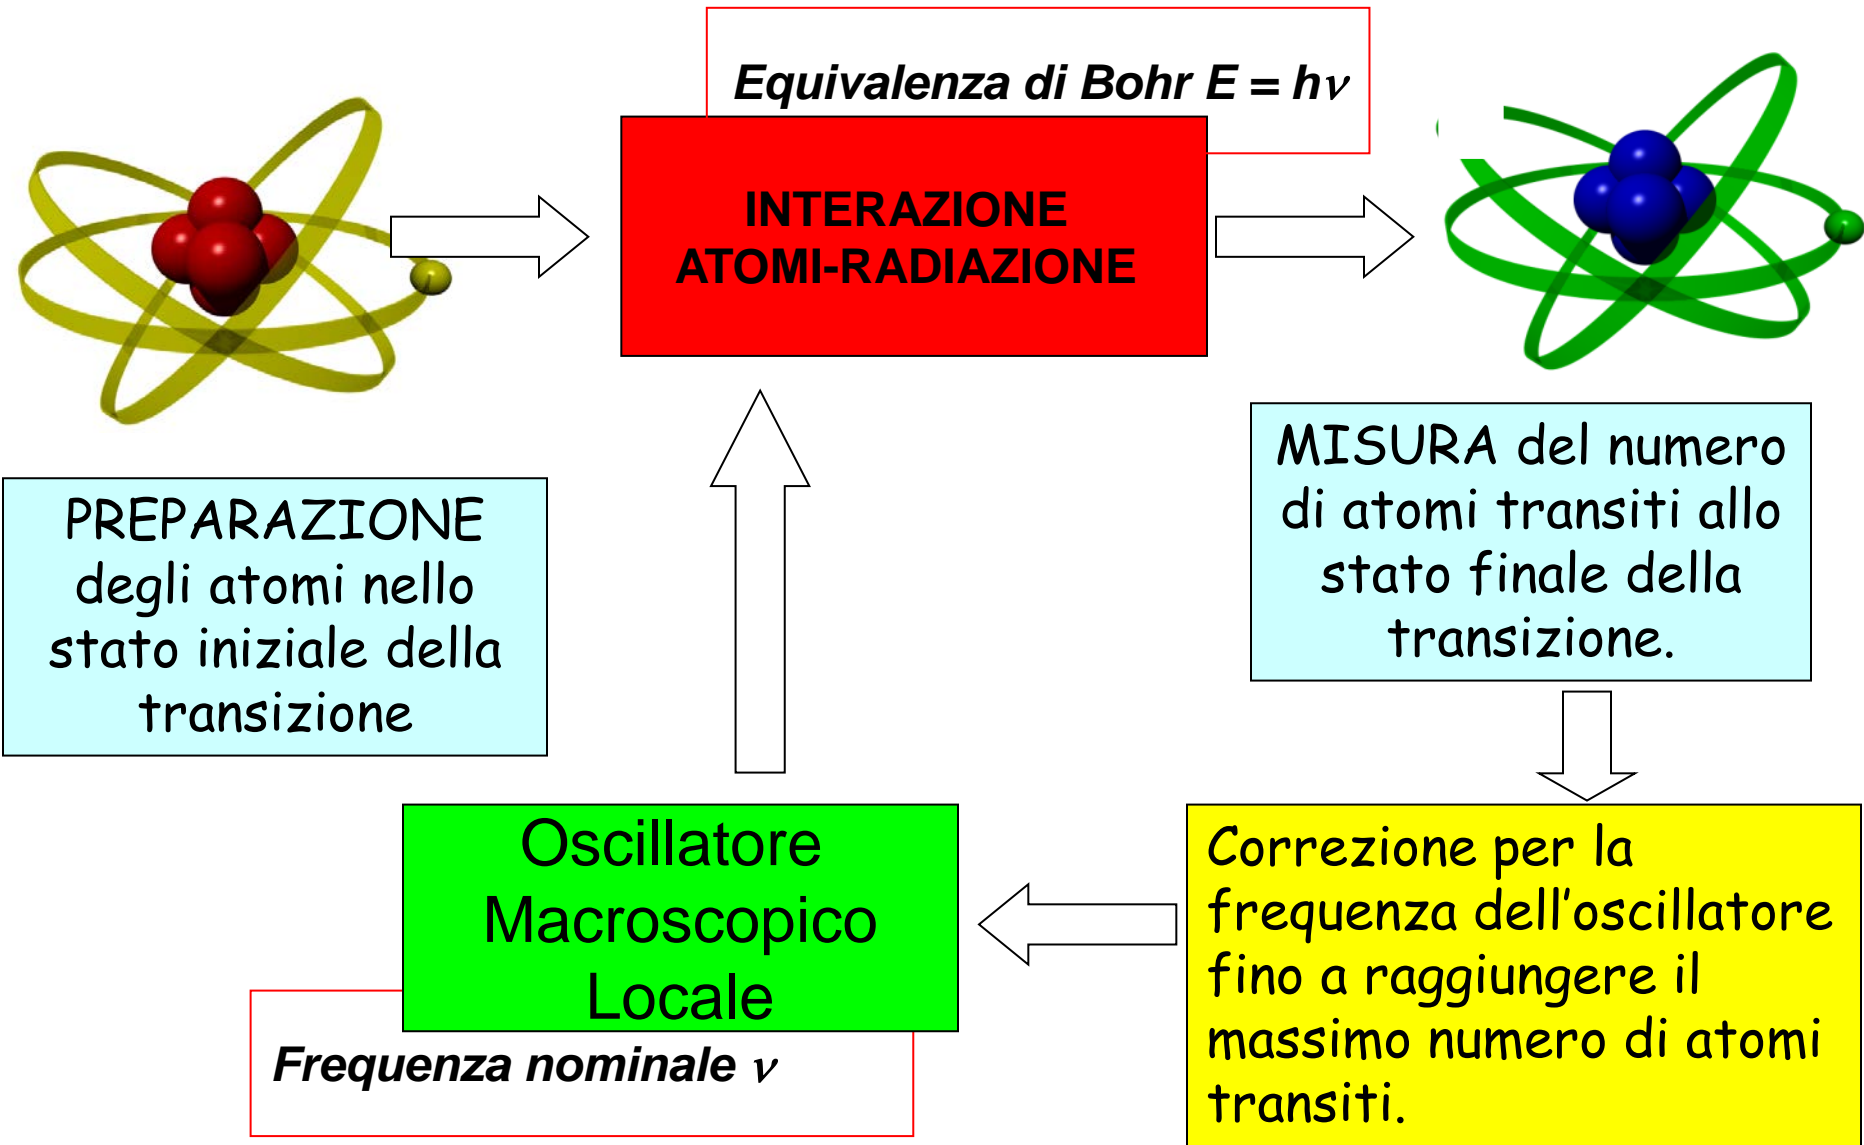 Equivalenza di Bohr E = hν
INTERAZIONE
ATOMI-RADIAZIONE
PREPARAZIONE
degli atomi nello
stato iniziale della
transizione
MISURA del numero
di atomi transiti allo
stato finale della
transizione.
Oscillatore
Macroscopico
Locale
Frequenza nominale ν
Correzione per la
frequenza dell'oscillatore
fino a raggiungere il
massimo numero di atomi
transiti.